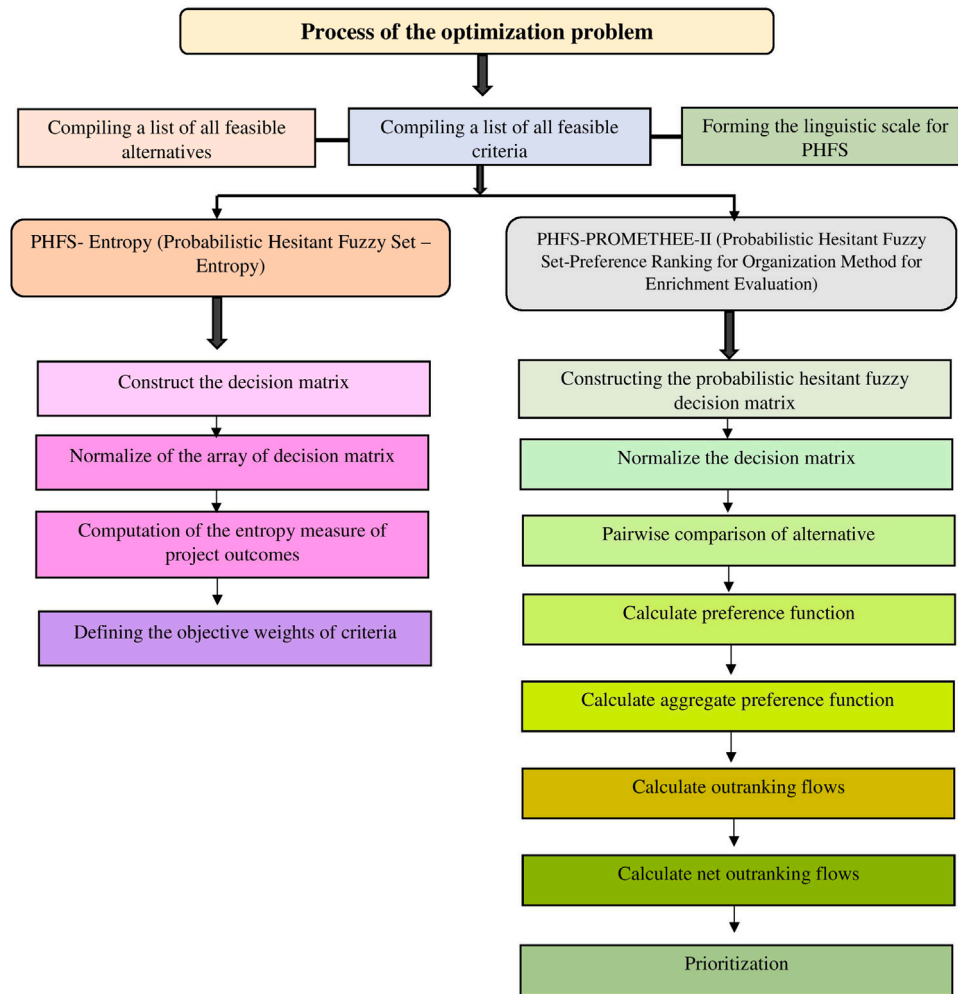 Process of the optimization problem
Compiling a list of all feasible
alternatives
Compiling a list of all feasible
criteria
Forming the linguistic scale for
PHFS
PHFS- Entropy (Probabilistic Hesitant Fuzzy Set –
Entropy)
PHFS-PROMETHEE-II (Probabilistic Hesitant Fuzzy
Set-Preference Ranking for Organization Method for
Enrichment Evaluation)
Construct the decision matrix
Normalize of the array of decision matrix
Computation of the entropy measure of
project outcomes
Defining the objective weights of criteria
Constructing the probabilistic hesitant fuzzy
decision matrix
Normalize the decision matrix
Pairwise comparison of alternative
Calculate preference function
Calculate aggregate preference function
Calculate outranking flows
Calculate net outranking flows
Prioritization